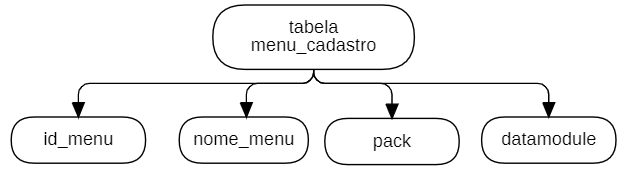 tabela
menu_cadastro
id_menu
nome_menu
pack
datamodule